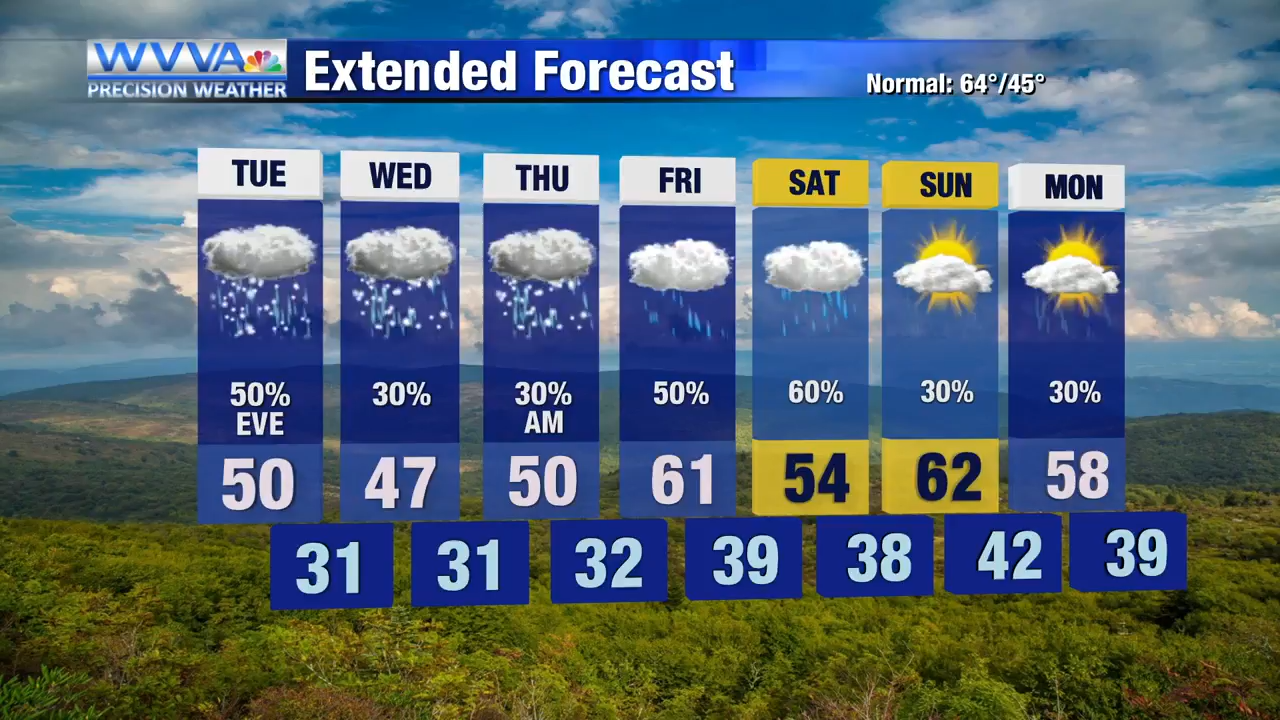 WVVA
PRECISION WEATHER
Extended Forecast
Normal: 64°/45°
TUE WED THU FRI SAT SUN MON
50% 30% 30% 50% 60% 30% 30%
EVE AM
50 47 50 61 54 62 58
31 31 32 39 38 42 39